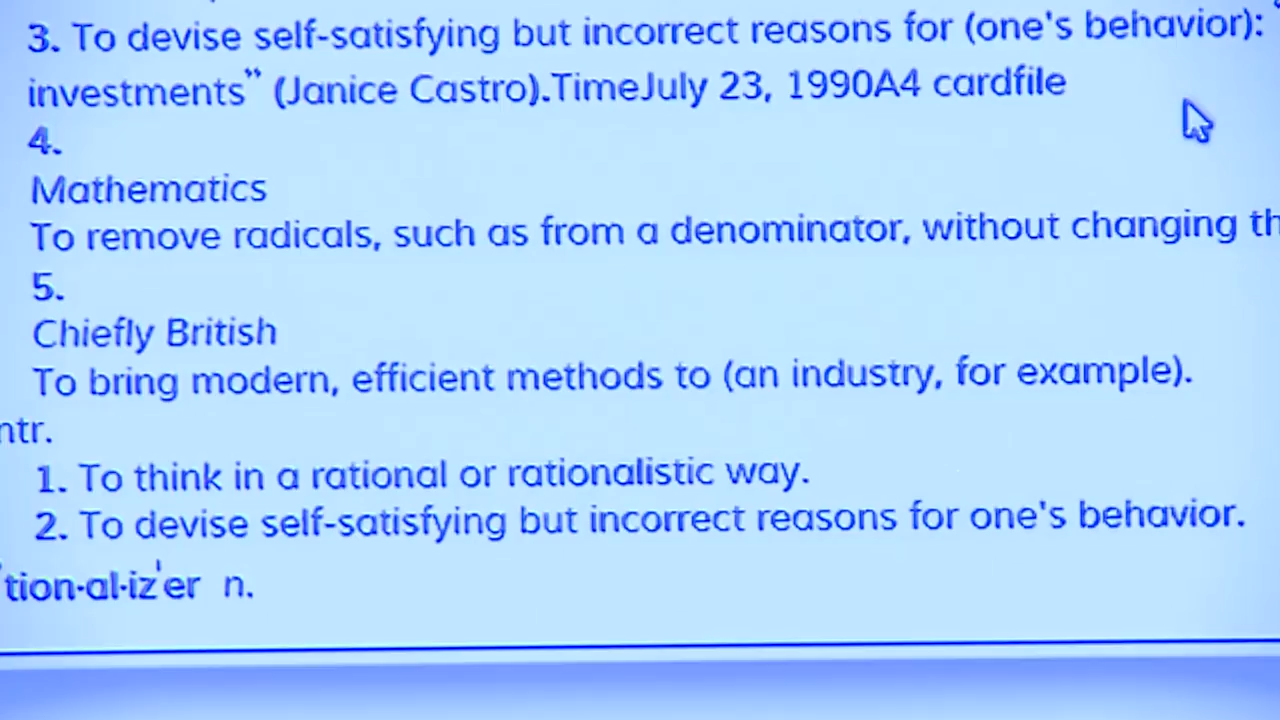 3. To devise self-satisfying but incorrect reasons for (one's behavior):
investments” (Janice Castro).TimeJuly 23, 1990A4 cardfile
4.
Mathematics
To remove radicals, such as from a denominator, without changing th
5.
Chiefly British
To bring modern, efficient methods to (an industry, for example).
ntr.
1. To think in a rational or rationalistic way.
2. To devise self-satisfying but incorrect reasons for one's behavior.
tion·al·iz'er n.